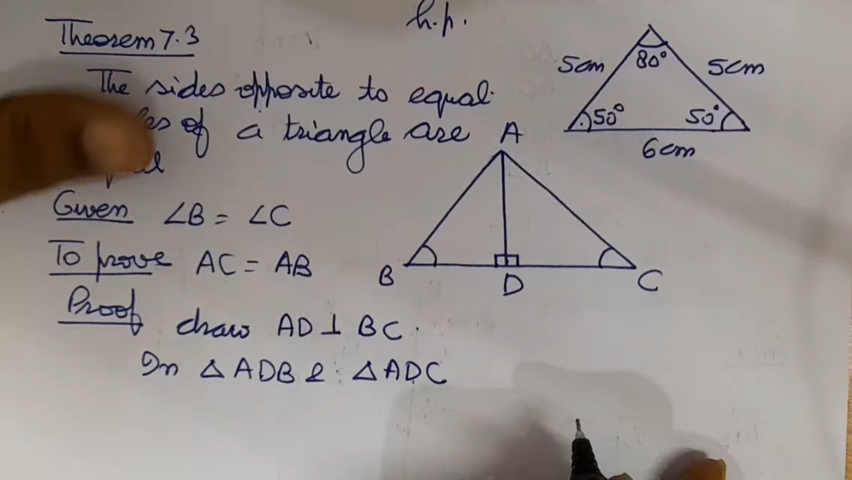 h.p.
Theorem 7.3
The sides opposite to equal
of a triangle are
Given ∠B = ∠C
To prove AC = AB
Proof draw AD ⊥ BC.
In △ADB & △ADC
80°
5cm 5cm
50° 50°
6cm
A
B D C